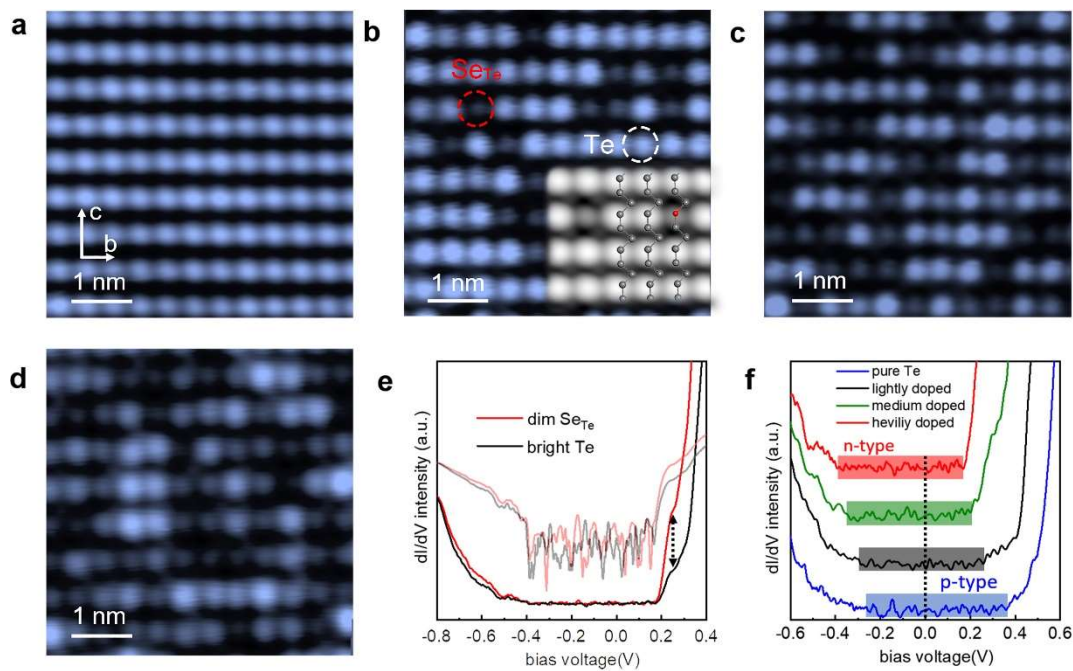 a
c
b
1 nm
b
SeTe
Te
1 nm
c
1 nm
d
1 nm
e
dI/dV intensity (a.u.)
dim SeTe
bright Te
-0.8 -0.6 -0.4 -0.2 0.0 0.2 0.4
bias voltage(V)
f
dI/dV intensity (a.u.)
pure Te
lightly doped
medium doped
heviliy doped
n-type
p-type
-0.6 -0.4 -0.2 0.0 0.2 0.4 0.6
bias voltage(V)